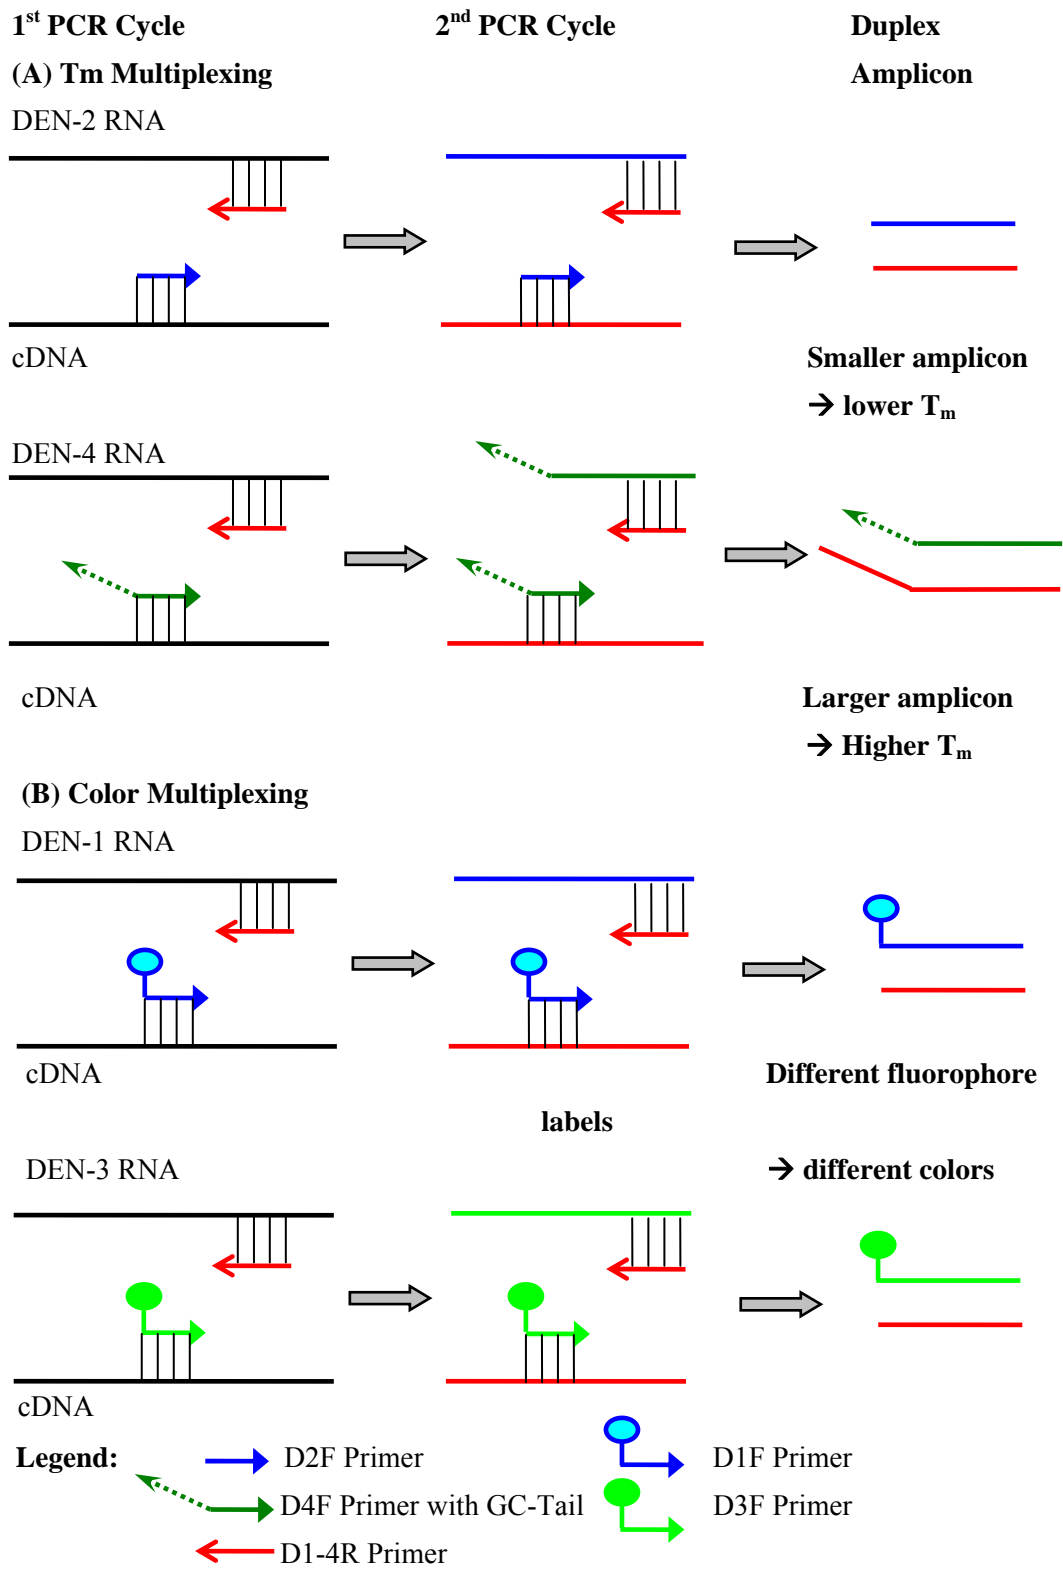 1st PCR Cycle 2nd PCR Cycle Duplex
(A) Tm Multiplexing Amplicon
DEN-2 RNA
cDNA Smaller amplicon
→ lower Tm
DEN-4 RNA
cDNA Larger amplicon
→ Higher Tm
(B) Color Multiplexing
DEN-1 RNA
cDNA Different fluorophore
labels
DEN-3 RNA → different colors
cDNA
Legend: D2F Primer D1F Primer
D4F Primer with GC-Tail D3F Primer
D1-4R Primer